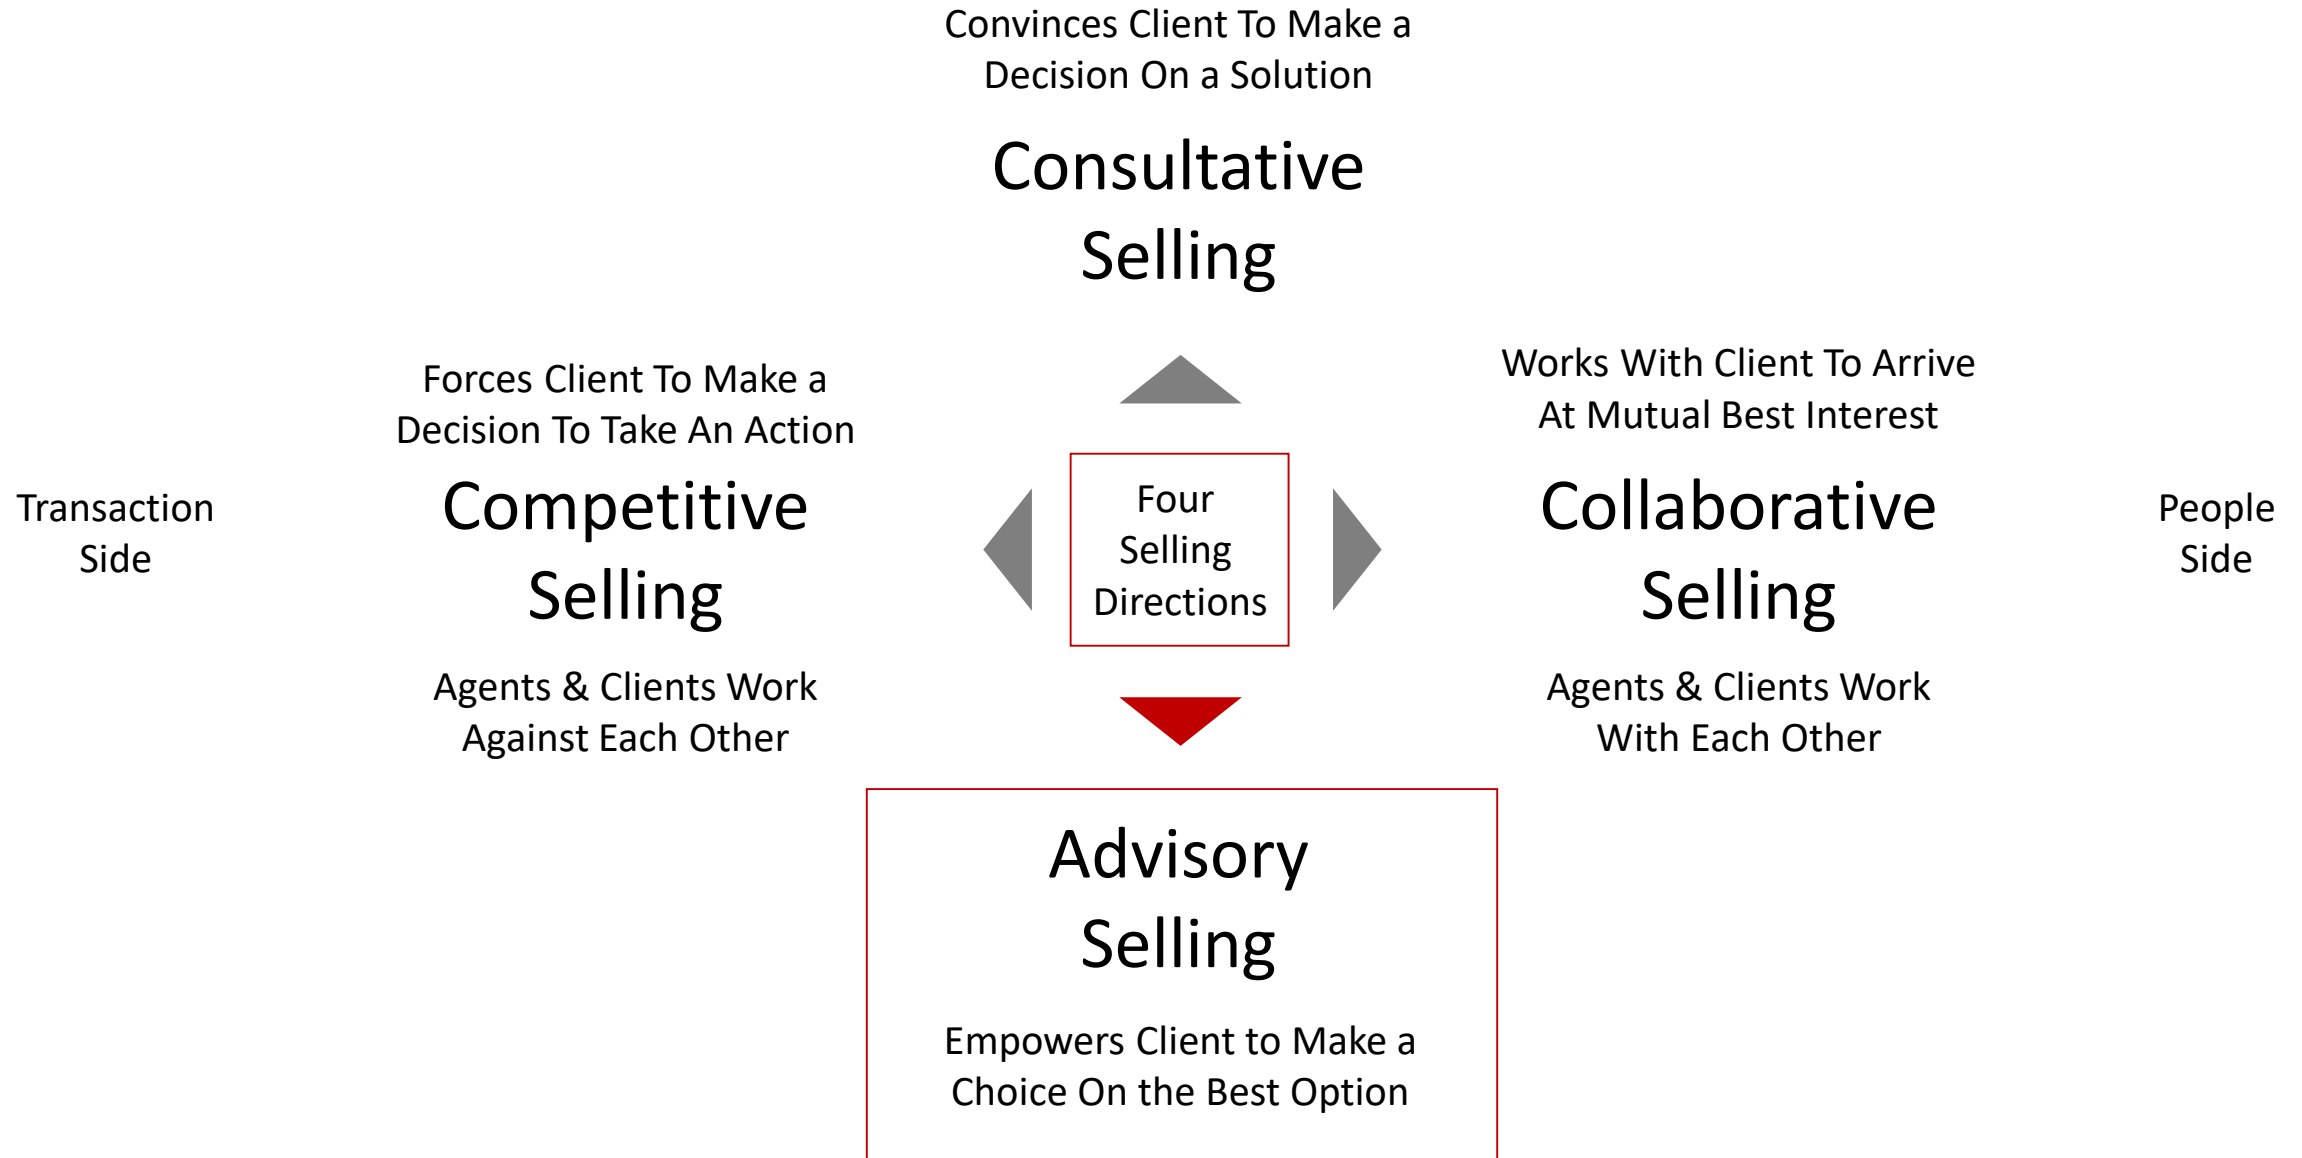 Convinces Client To Make a
Decision On a Solution
Consultative
Selling
Forces Client To Make a
Decision To Take An Action
Competitive
Selling
Agents & Clients Work
Against Each Other
Transaction
Side
Four
Selling
Directions
Works With Client To Arrive
At Mutual Best Interest
Collaborative
Selling
Agents & Clients Work
With Each Other
People
Side
Advisory
Selling
Empowers Client to Make a
Choice On the Best Option